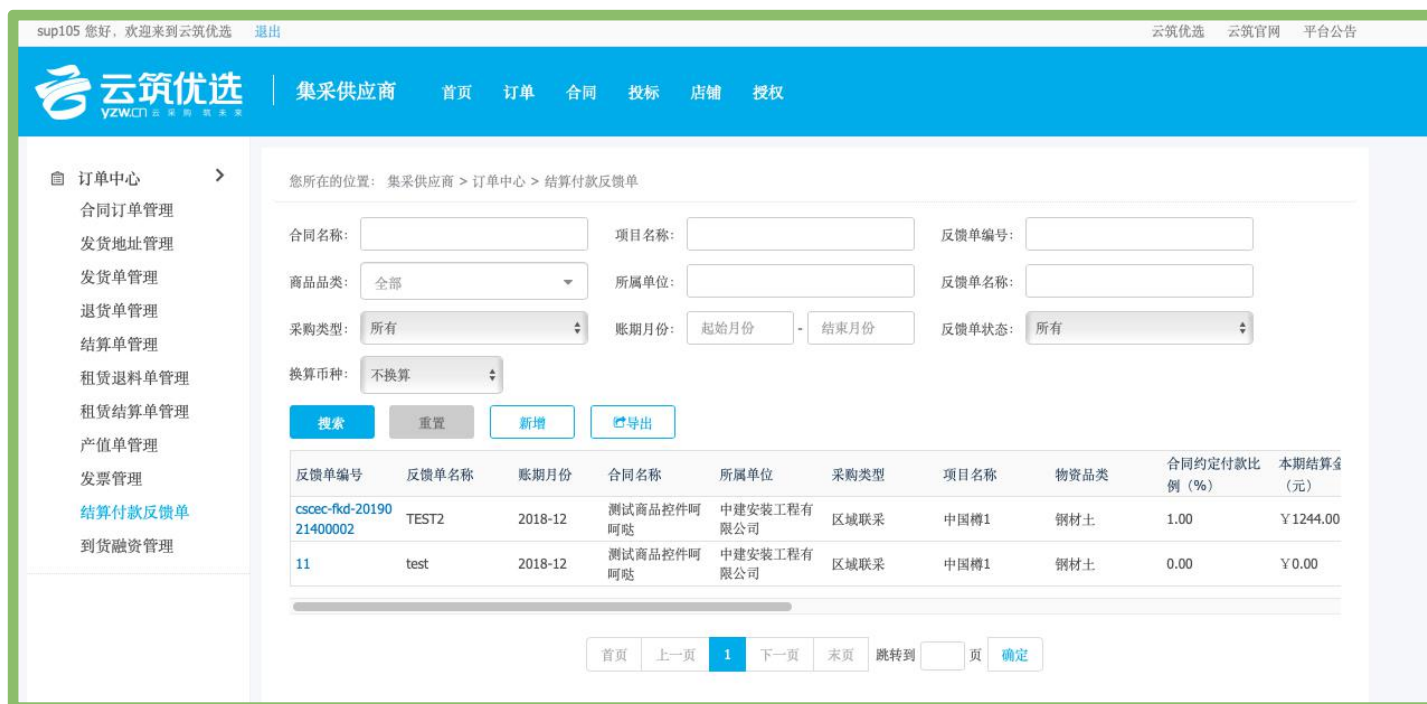 sup105 您好，欢迎来到云筑优选 退出 云筑优选 云筑官网 平台公告
云筑优选 集采供应商 首页 订单 合同 投标 店铺 授权
yzw.cn 云采购 筑未来
订单中心
合同订单管理
发货地址管理
发货单管理
退货单管理
结算单管理
租赁退料单管理
租赁结算单管理
产值单管理
发票管理
结算付款反馈单
到货融资管理
您所在的位置： 集采供应商 > 订单中心 > 结算付款反馈单
合同名称： 项目名称： 反馈单编号：
商品品类： 全部 所属单位： 反馈单名称：
采购类型： 所有 账期月份： 起始月份 - 结束月份 反馈单状态： 所有
换算币种： 不换算
搜索 重置 新增 导出
反馈单编号 反馈单名称 账期月份 合同名称 所属单位 采购类型 项目名称 物资品类 合同约定付款比 本期结算金
例（%） （元）
cscec-fkd-20190 TEST2 2018-12 测试商品控件呵 中建安装工程有 区域联采 中国樽1 钢材土 1.00 ￥1244.00
21400002 呵哒 限公司
11 test 2018-12 测试商品控件呵 中建安装工程有 区域联采 中国樽1 钢材土 0.00 ￥0.00
呵哒 限公司
首页 上一页 1 下一页 末页 跳转到 页 确定